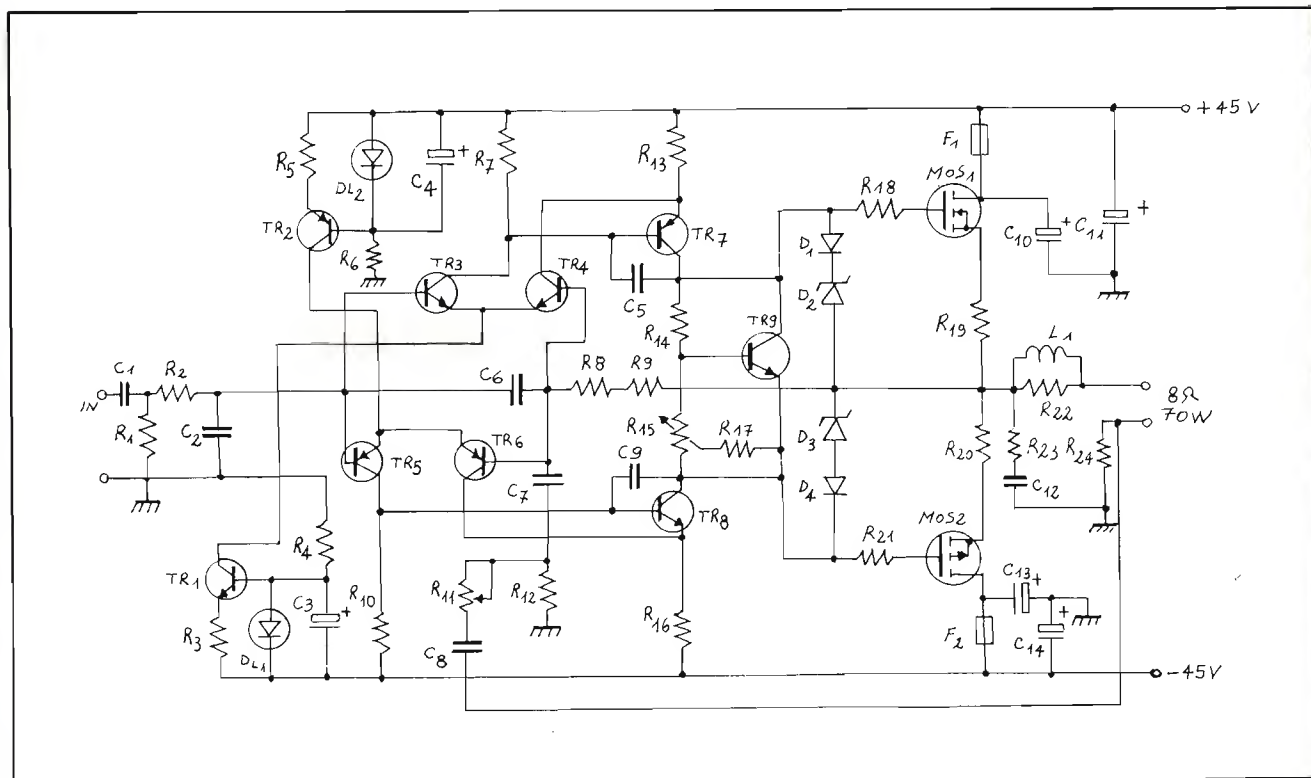 +45V
F1
R5
DL2
C4
+
R7
R13
MOS1
R18
TR2
TR7
C10
+
C11
+
R6
D1
TR3
TR4
C5
D2
R14
TR9
R19
L1
C1
R2
C6
R8
R9
IN
R22
8Ω
70W
R1
C2
R15
R17
D3
R20
R23
R24
TR5
TR6
C9
C7
D4
C12
TR8
MOS2
R4
R21
TR1
C3
+
R10
R11
R12
C13
+
+
R3
R16
F2
C14
DL1
C8
-45V